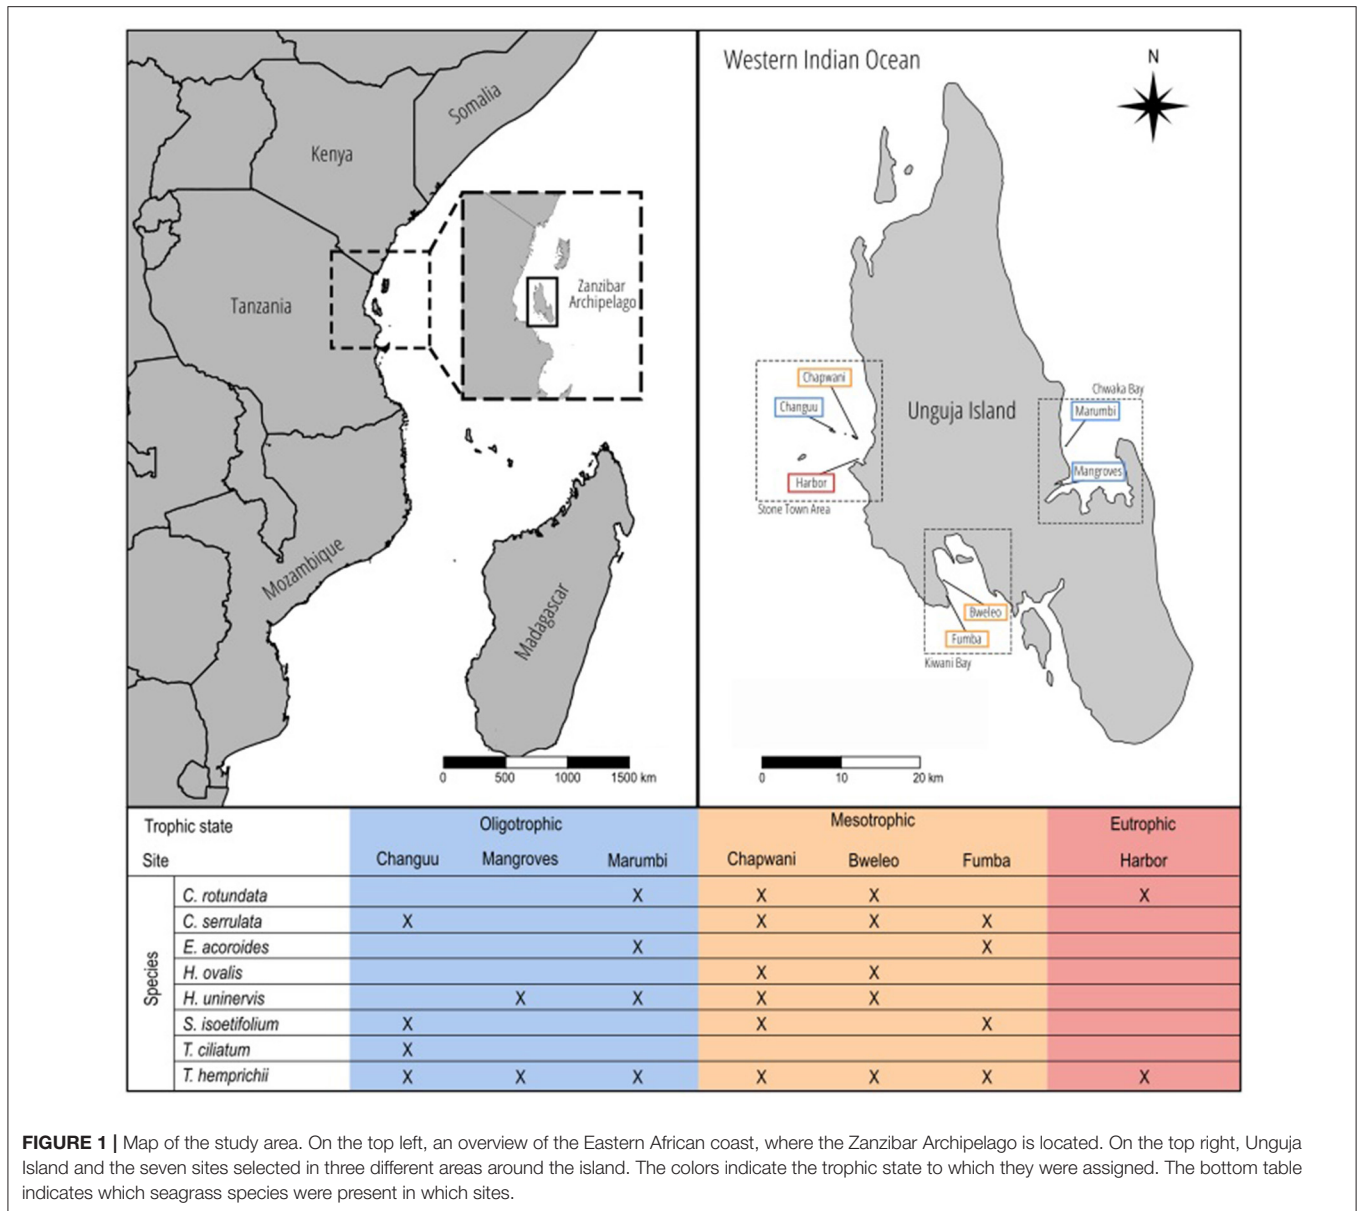 Somalia
Kenya
Tanzania
Zanzibar
Archipelago
Mozambique
Madagascar
0 500 1000 1500 km
Western Indian Ocean
N
Chapwani
Changuu
Harbor
Stone Town Area
Unguja Island
Chwaka Bay
Marumbi
Mangroves
Bweleo
Fumba
Kiwani Bay
0 10 20 km
Trophic state Oligotrophic Mesotrophic Eutrophic
Site Changuu Mangroves Marumbi Chapwani Bweleo Fumba Harbor
Species
C. rotundata X X X X
C. serrulata X X X X
E. acoroides X X
H. ovalis X X
H. uninervis X X X X
S. isoetifolium X X X
T. ciliatum X
T. hemprichii X X X X X X X
FIGURE 1 | Map of the study area. On the top left, an overview of the Eastern African coast, where the Zanzibar Archipelago is located. On the top right, Unguja
Island and the seven sites selected in three different areas around the island. The colors indicate the trophic state to which they were assigned. The bottom table
indicates which seagrass species were present in which sites.